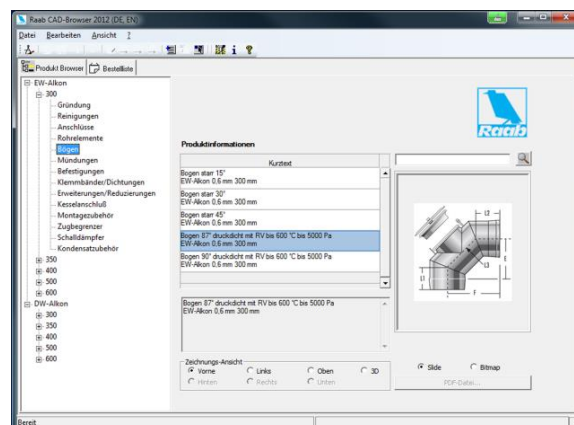 Raab CAD-Browser 2012 (DE, EN)
Datei Bearbeiten Ansicht ?
Produkt Browser Bestellliste
EW-Alkon
300
Gründung
Reinigungen
Anschlüsse
Rohrelemente
Bögen
Mündungen
Befestigungen
Klemmbänder/Dichtungen
Erweiterungen/Reduzierungen
Kesselanschluß
Montagezubehör
Zugbegrenzer
Schalldämpfer
Kondensatzubehör
350
400
500
600
DW-Alkon
300
350
400
500
600
Raab
Produktinformationen
Kurztext
Bogen starr 15°
EW-Alkon 0,6 mm 300 mm
Bogen starr 30°
EW-Alkon 0,6 mm 300 mm
Bogen starr 45°
EW-Alkon 0,6 mm 300 mm
Bogen 87° druckdicht mit RV bis 600 °C bis 5000 Pa
EW-Alkon 0,6 mm 300 mm
Bogen 90° druckdicht mit RV bis 600 °C bis 5000 Pa
EW-Alkon 0,6 mm 300 mm
Bogen 87° druckdicht mit RV bis 600 °C bis 5000 Pa
EW-Alkon 0,6 mm 300 mm
L2
L3
E
L1
F
Zeichnungs-Ansicht
Vorne Links Oben 3D
Hinten Rechts Unten
Slide Bitmap
PDF-Datei...
Bereit